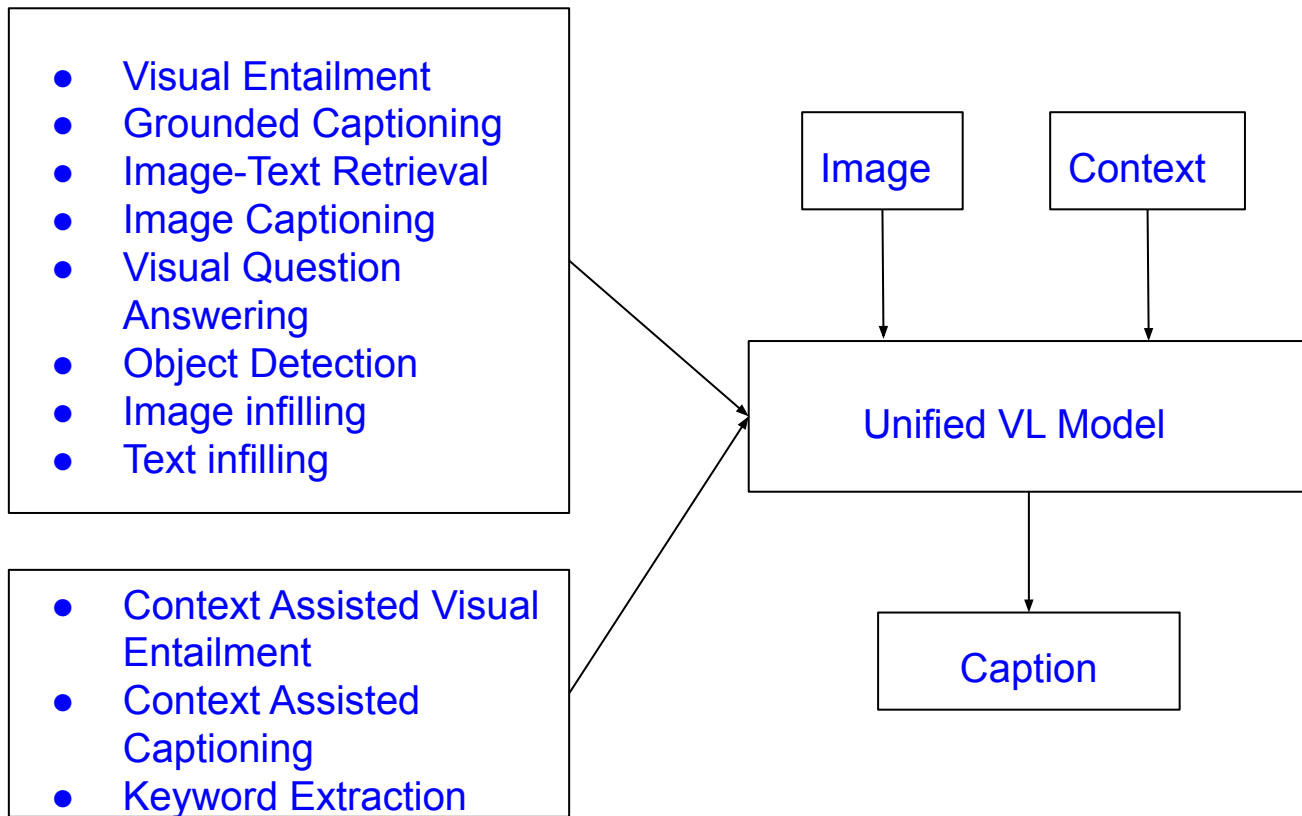 ● Visual Entailment
● Grounded Captioning
● Image-Text Retrieval
● Image Captioning
● Visual Question
Answering
● Object Detection
● Image infilling
● Text infilling
● Context Assisted Visual
Entailment
● Context Assisted
Captioning
● Keyword Extraction
Image
Context
Unified VL Model
Caption